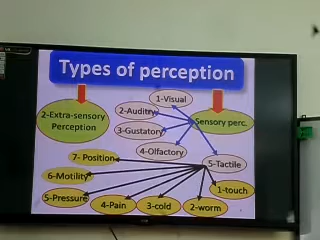 Types of perception
1-Visual
2-Auditry
3-Gustatory
4-Olfactory
5-Tactile
Sensory perc.
2-Extra-sensory
Perception
7- Position
6-Motility
5-Pressure
4-Pain
3-cold
2-worm
1-touch